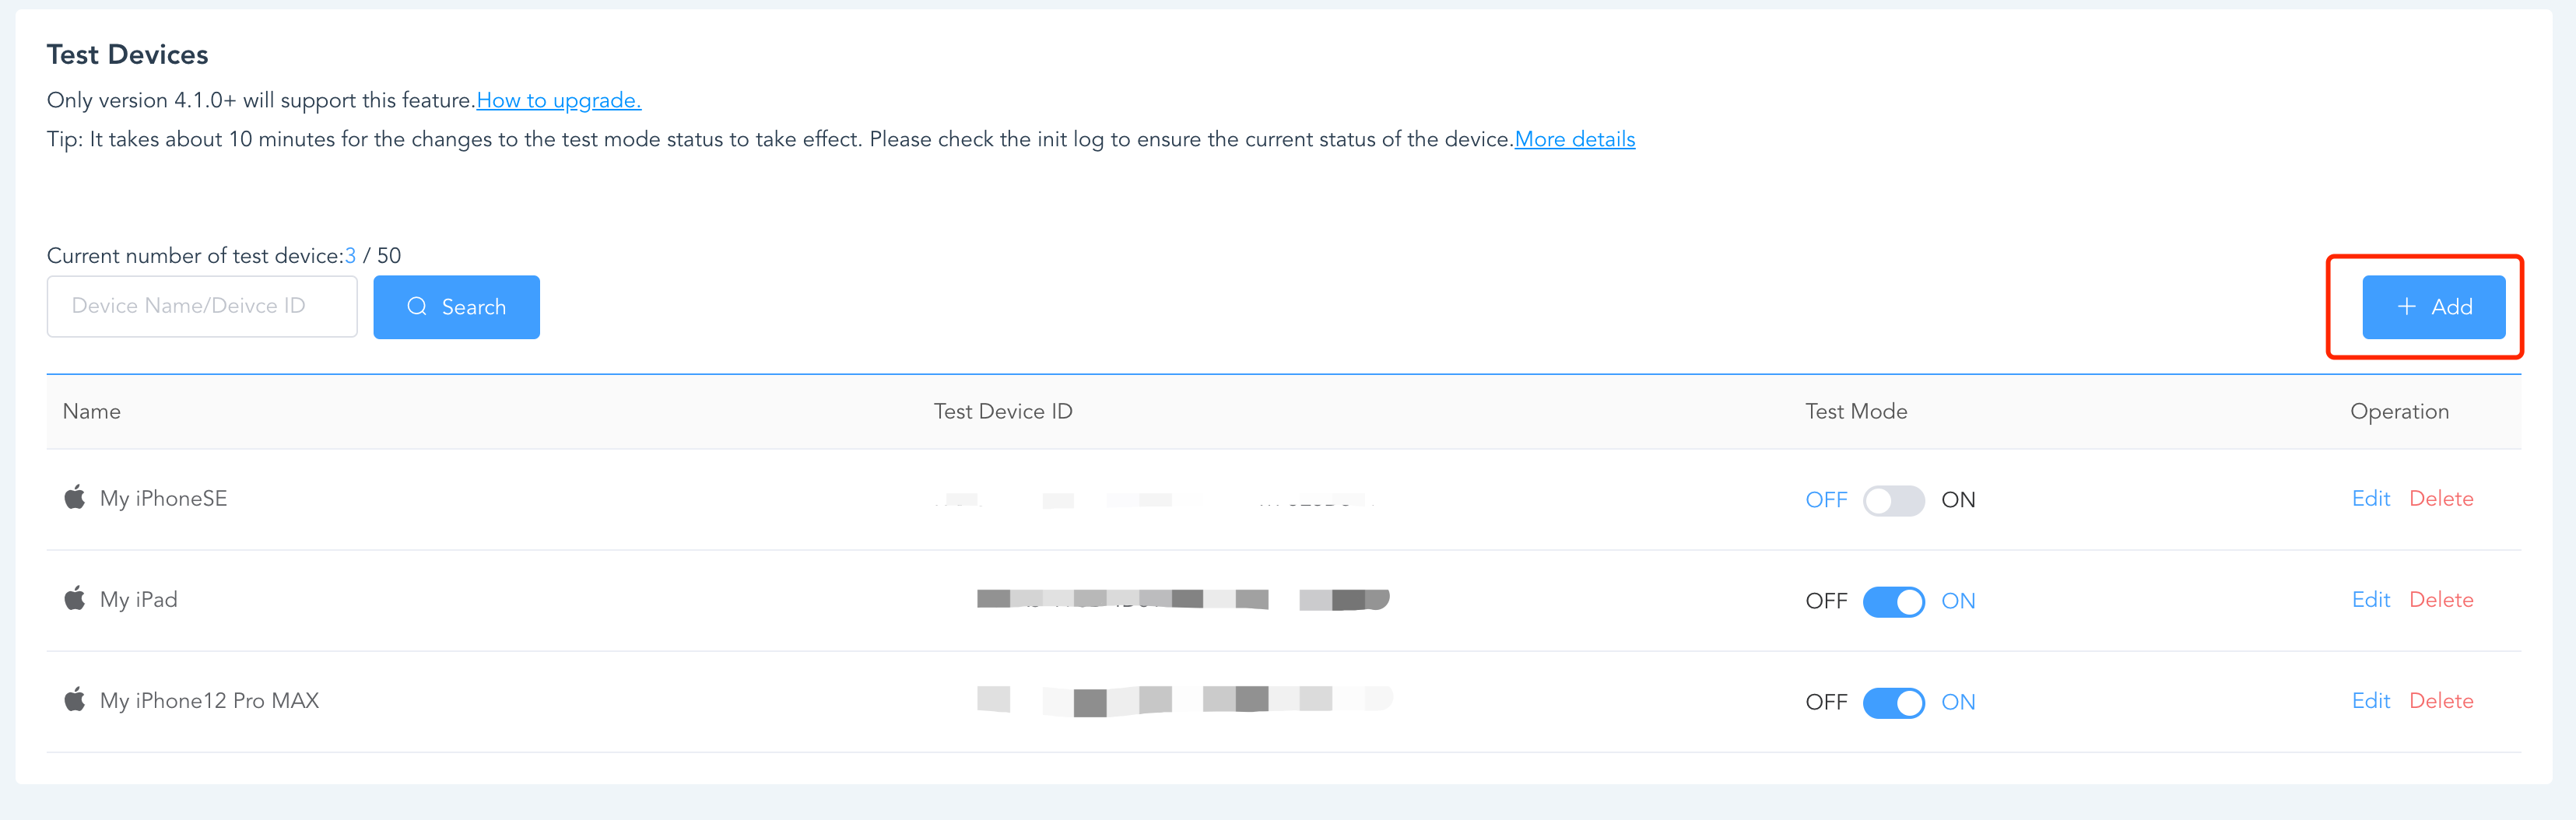 Test Devices
Only version 4.1.0+ will support this feature.How to upgrade.
Tip: It takes about 10 minutes for the changes to the test mode status to take effect. Please check the init log to ensure the current status of the device.More details
Current number of test device:3 / 50
Device Name/Deivce ID Search + Add
Name Test Device ID Test Mode Operation
My iPhoneSE OFF ON Edit Delete
My iPad OFF ON Edit Delete
My iPhone12 Pro MAX OFF ON Edit Delete